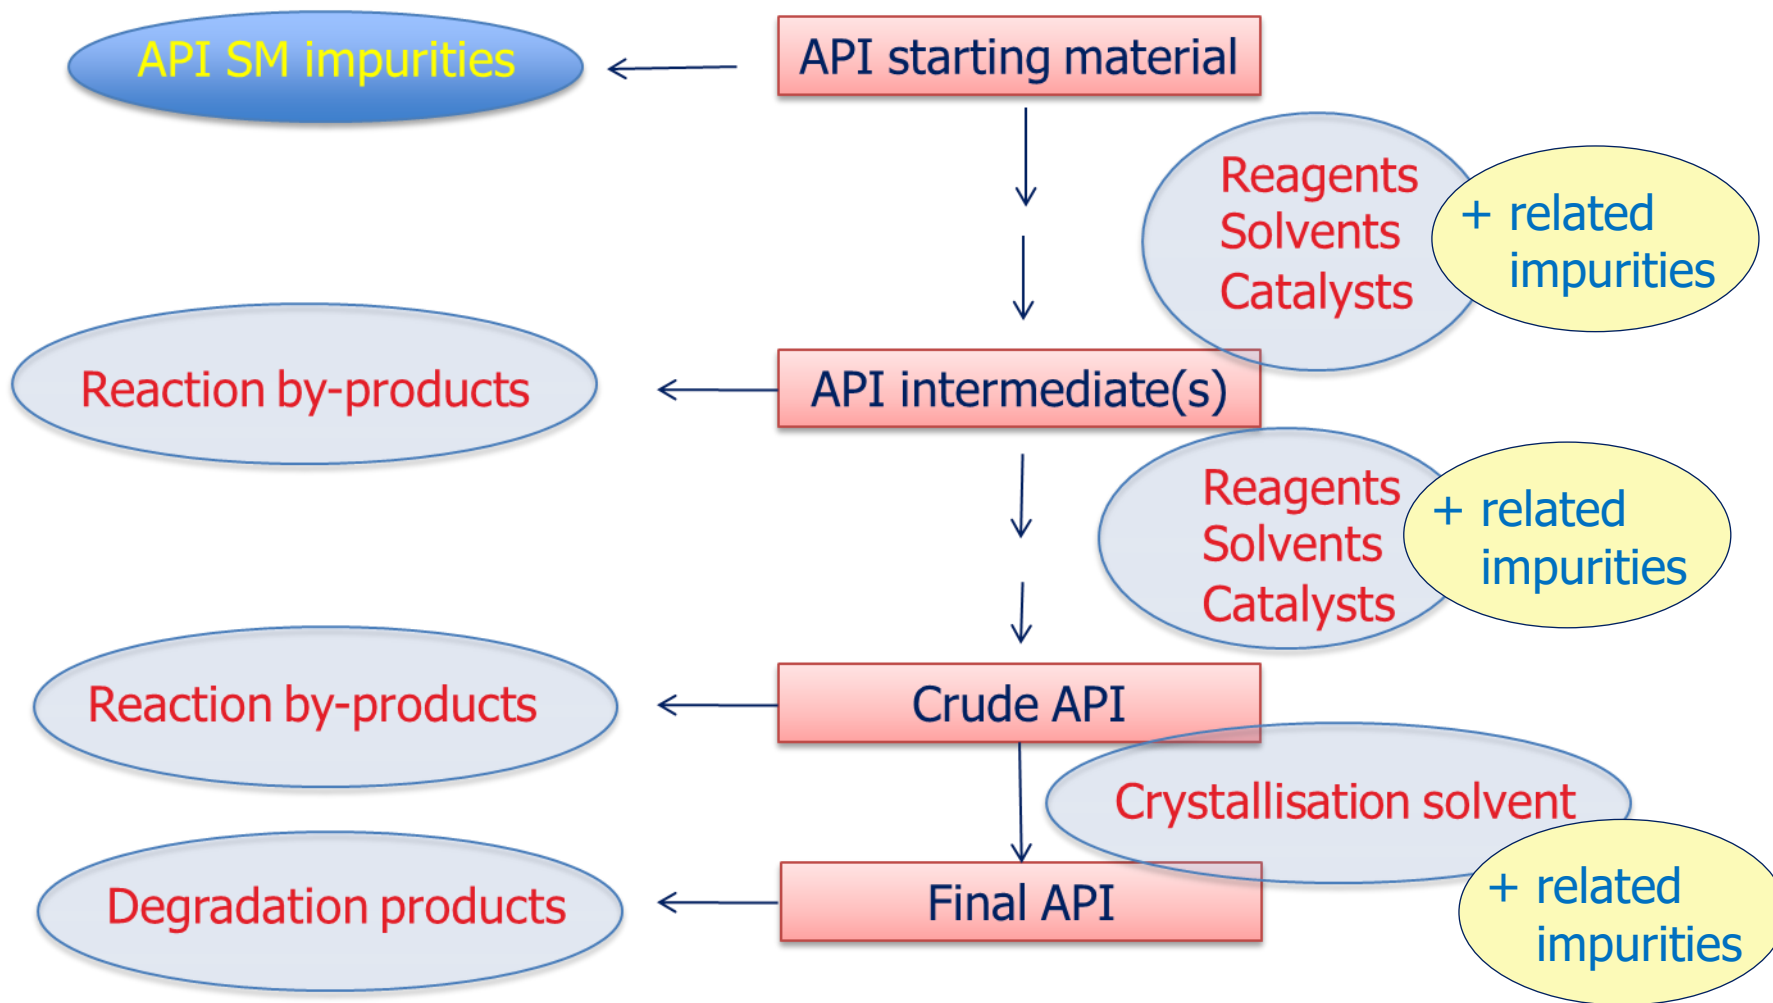 API SM impurities
API starting material
Reagents
Solvents
Catalysts
+ related
impurities
Reaction by-products
API intermediate(s)
Reagents
Solvents
Catalysts
+ related
impurities
Reaction by-products
Crude API
Crystallisation solvent
+ related
impurities
Degradation products
Final API